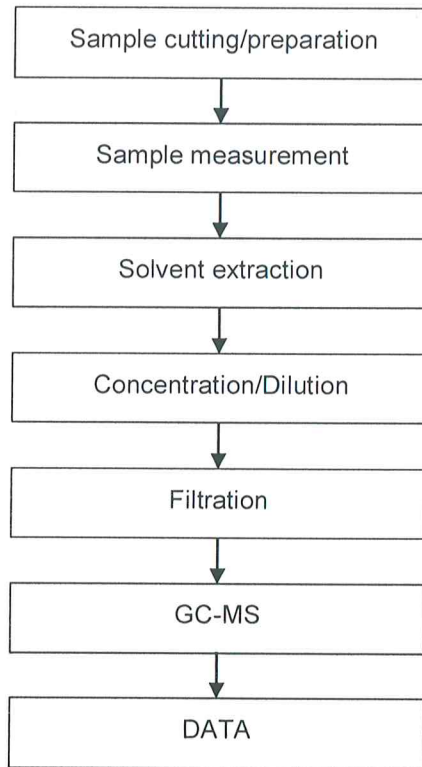 Sample cutting/preparation
Sample measurement
Solvent extraction
Concentration/Dilution
Filtration
GC-MS
DATA